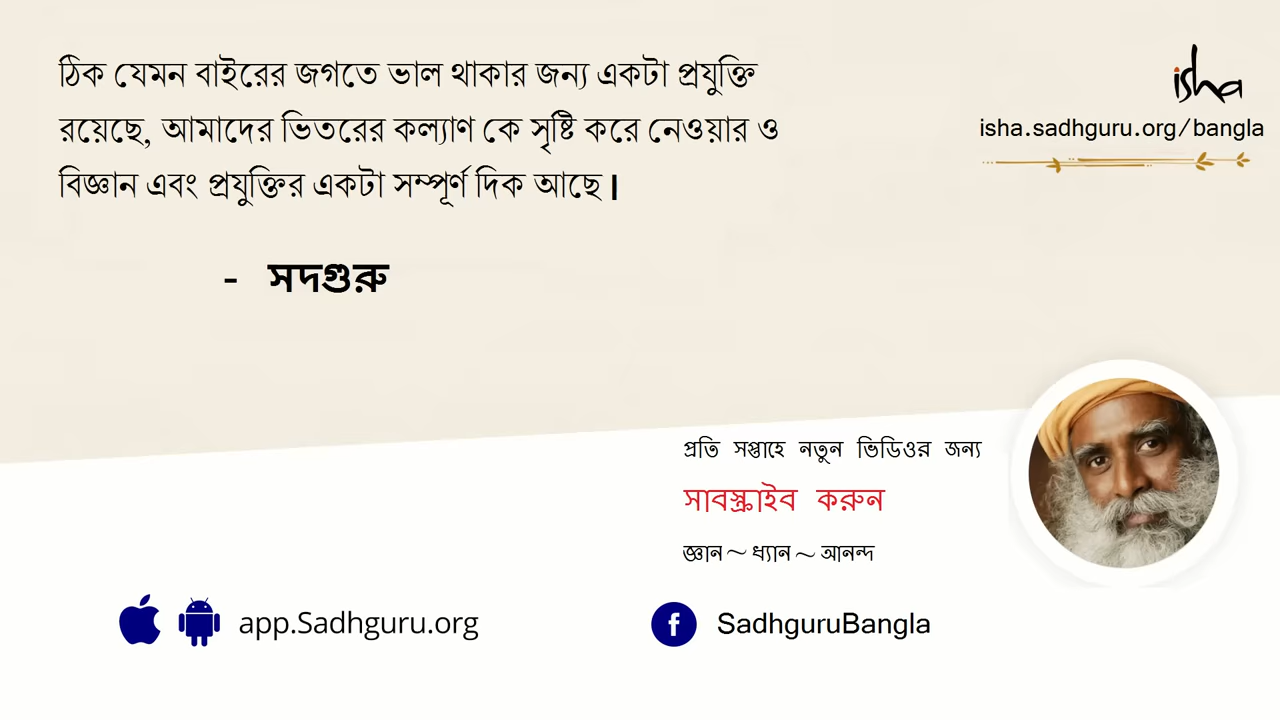 ঠিক যেমন বাইরের জগতে ভাল থাকার জন্য একটা প্রযুক্তি
রয়েছে, আমাদের ভিতরের কল্যাণ কে সৃষ্টি করে নেওয়ার ও
বিজ্ঞান এবং প্রযুক্তির একটা সম্পূর্ণ দিক আছে।
- সদগুরু
isha
isha.sadhguru.org/bangla
প্রতি সপ্তাহে নতুন ভিডিওর জন্য
সাবস্ক্রাইব করুন
জ্ঞান ~ ধ্যান ~ আনন্দ
app.Sadhguru.org
f SadhguruBangla